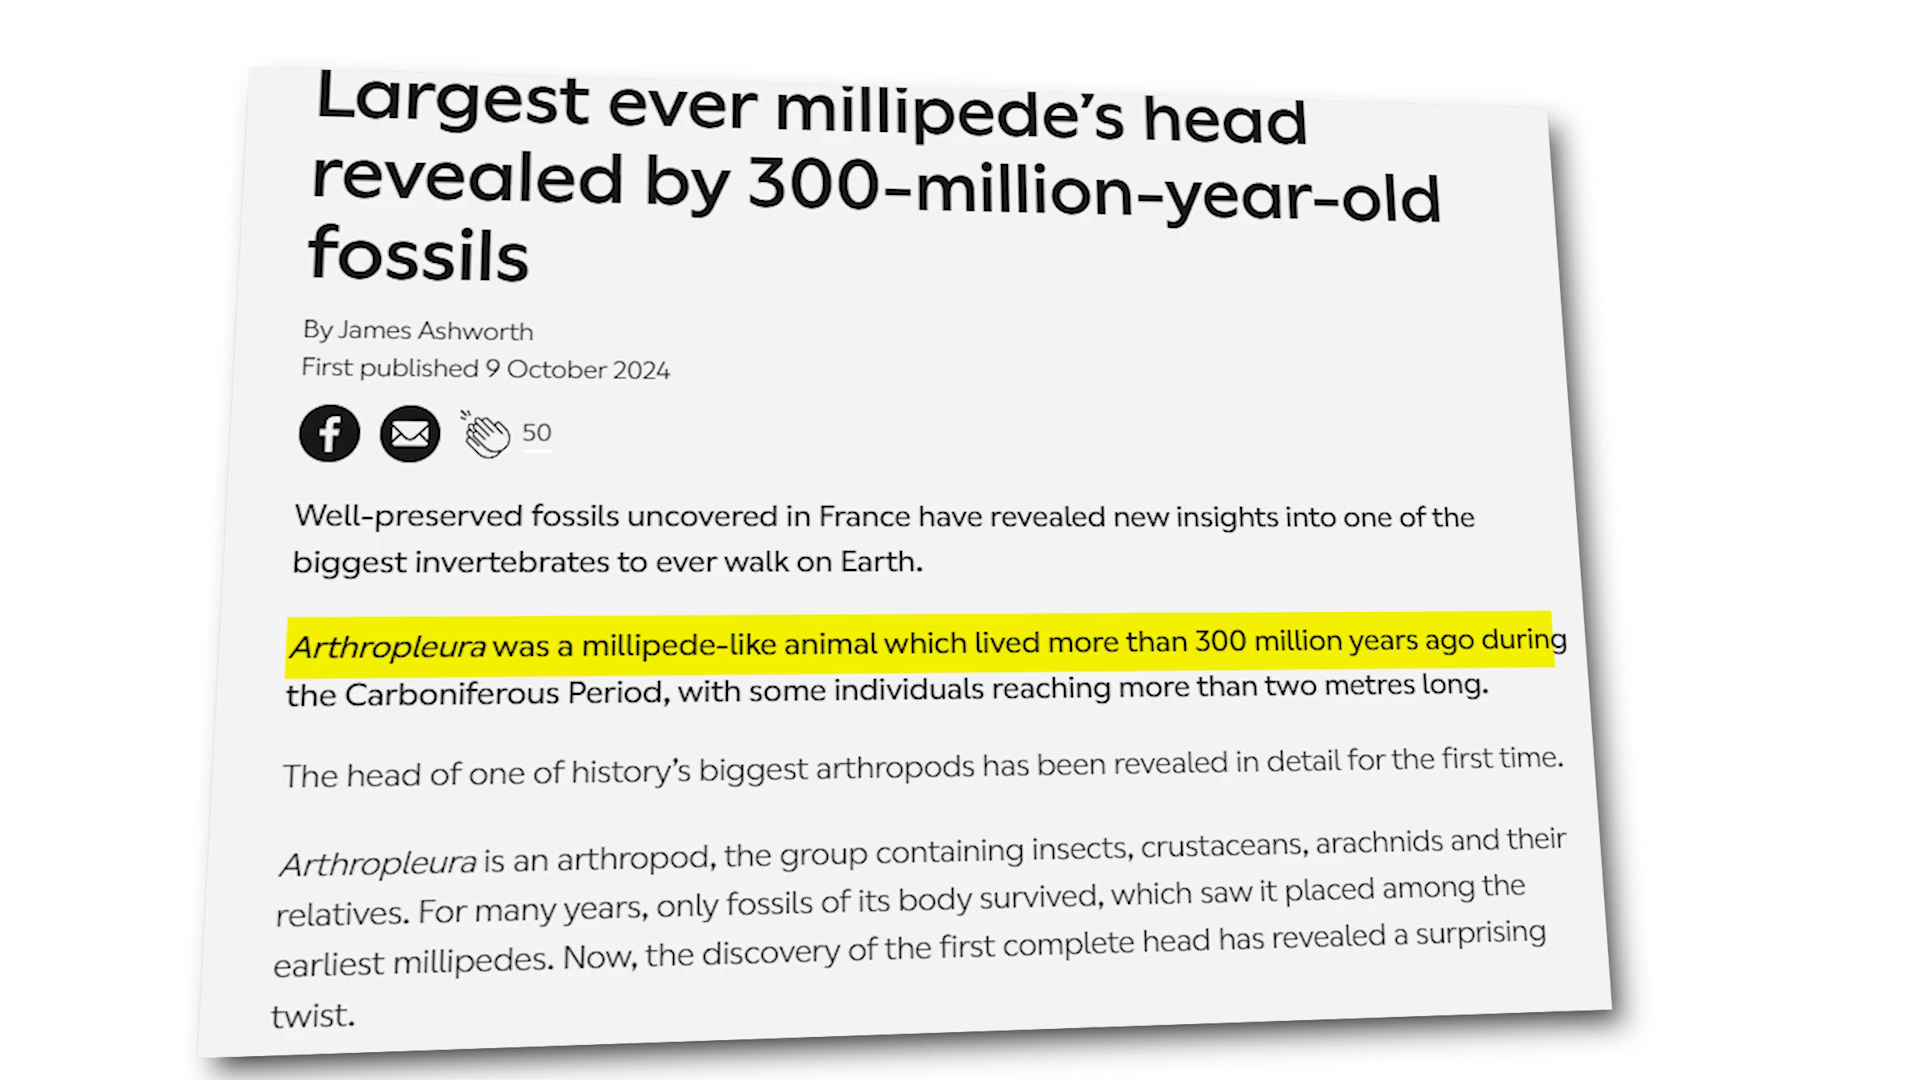 Largest ever millipede's head
revealed by 300-million-year-old
fossils
By James Ashworth
First published 9 October 2024
50
Well-preserved fossils uncovered in France have revealed new insights into one of the
biggest invertebrates to ever walk on Earth.
Arthropleura was a millipede-like animal which lived more than 300 million years ago during
the Carboniferous Period, with some individuals reaching more than two metres long.
The head of one of history's biggest arthropods has been revealed in detail for the first time.
Arthropleura is an arthropod, the group containing insects, crustaceans, arachnids and their
relatives. For many years, only fossils of its body survived, which saw it placed among the
earliest millipedes. Now, the discovery of the first complete head has revealed a surprising
twist.